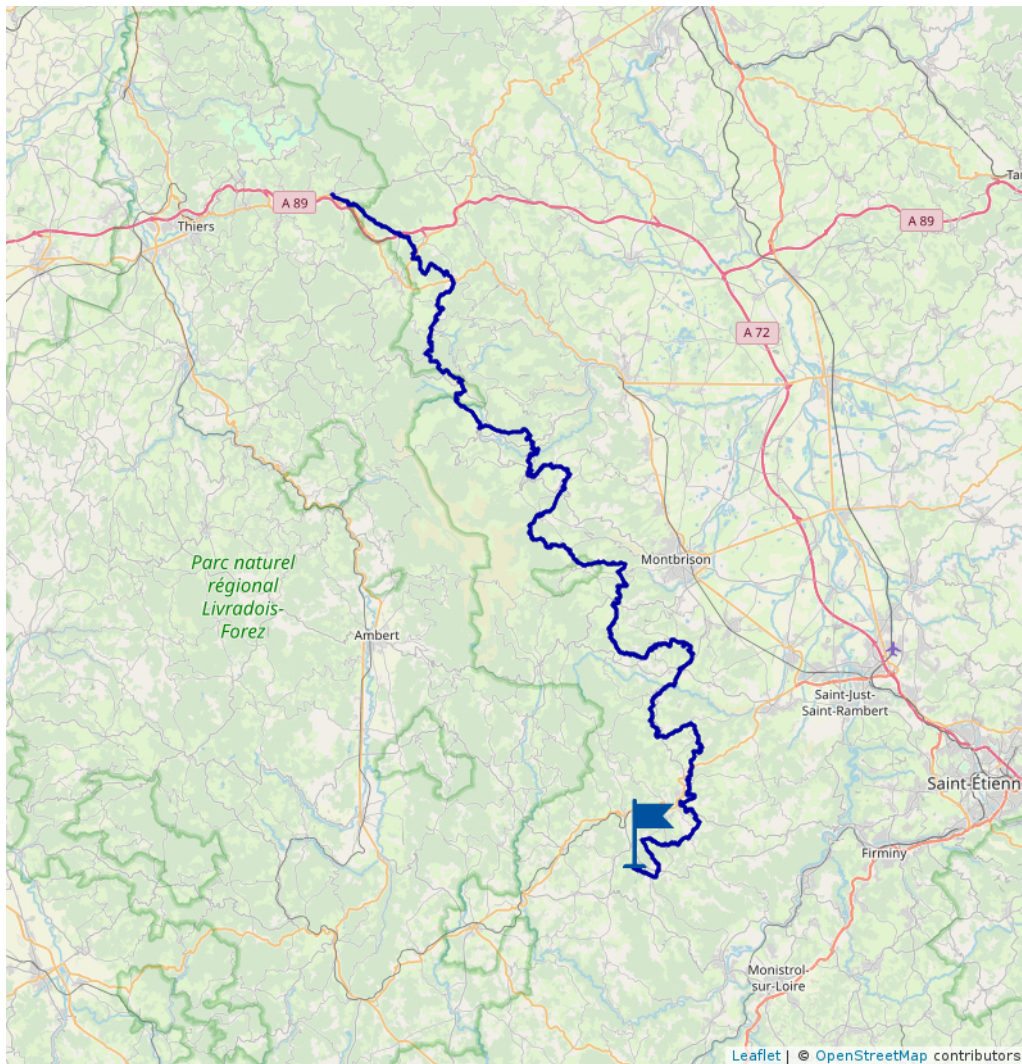 A 89
Thiers
Tar
A 89
A 72
Parc naturel
régional
Livradois-
Forez
Montbrison
Ambert
Saint-Just-
Saint-Rambert
Saint-Étienn
Firminy
Monistrol-
sur-Loire
Leaflet | © OpenStreetMap contributors